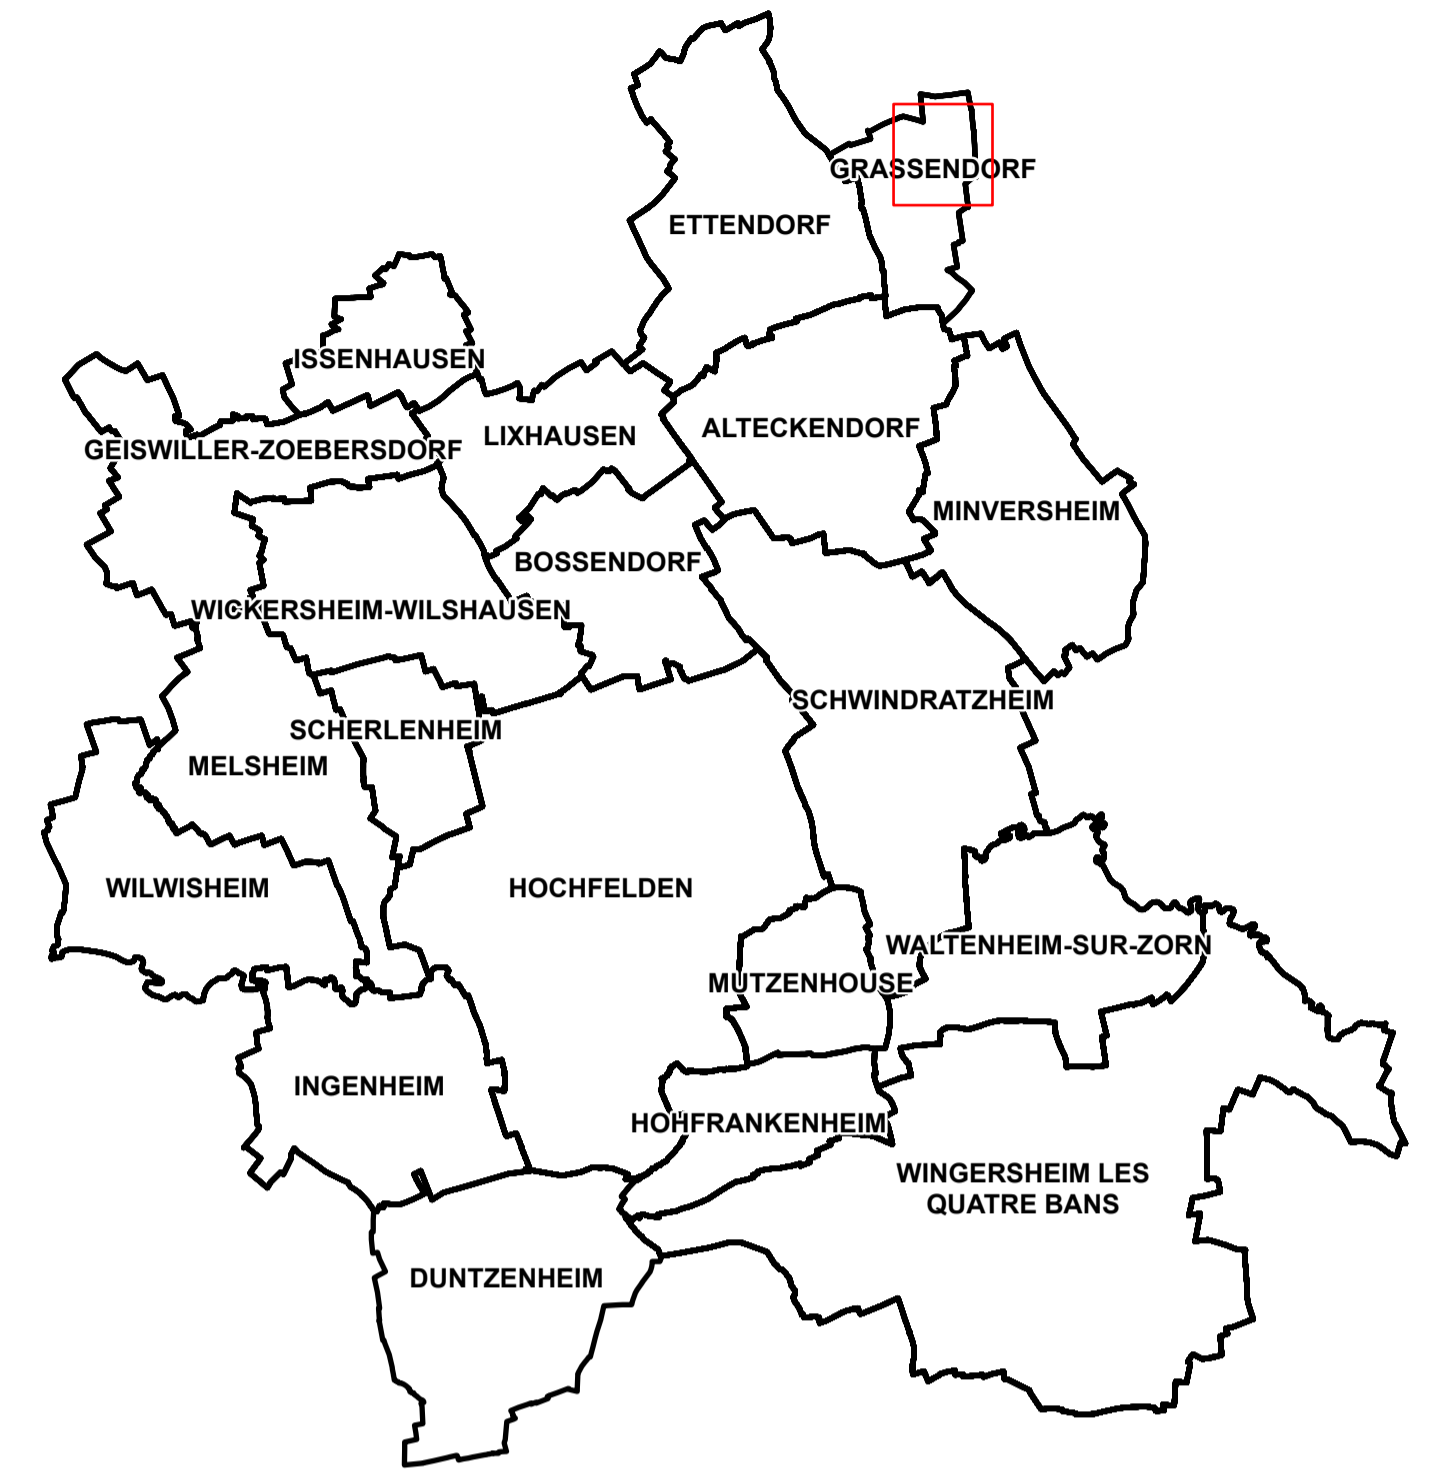 GRASSENDORF
ETTENDORF
ISSENHAUSEN
GEISWILLER-ZOEBERSDORF
LIXHAUSEN
ALTECKENDORF
MINVERSHEIM
BOSSENDORF
WICKERSHEIM-WILSHAUSEN
SCHWINDRATZHEIM
SCHERLENHEIM
MELSHEIM
WILWISHEIM
HOCHFELDEN
WALTENHEIM-SUR-ZORN
MUTZENHOUSE
INGENHEIM
HOHFRANKENHEIM
WINGERSHEIM LES
QUATRE BANS
DUNTZENHEIM